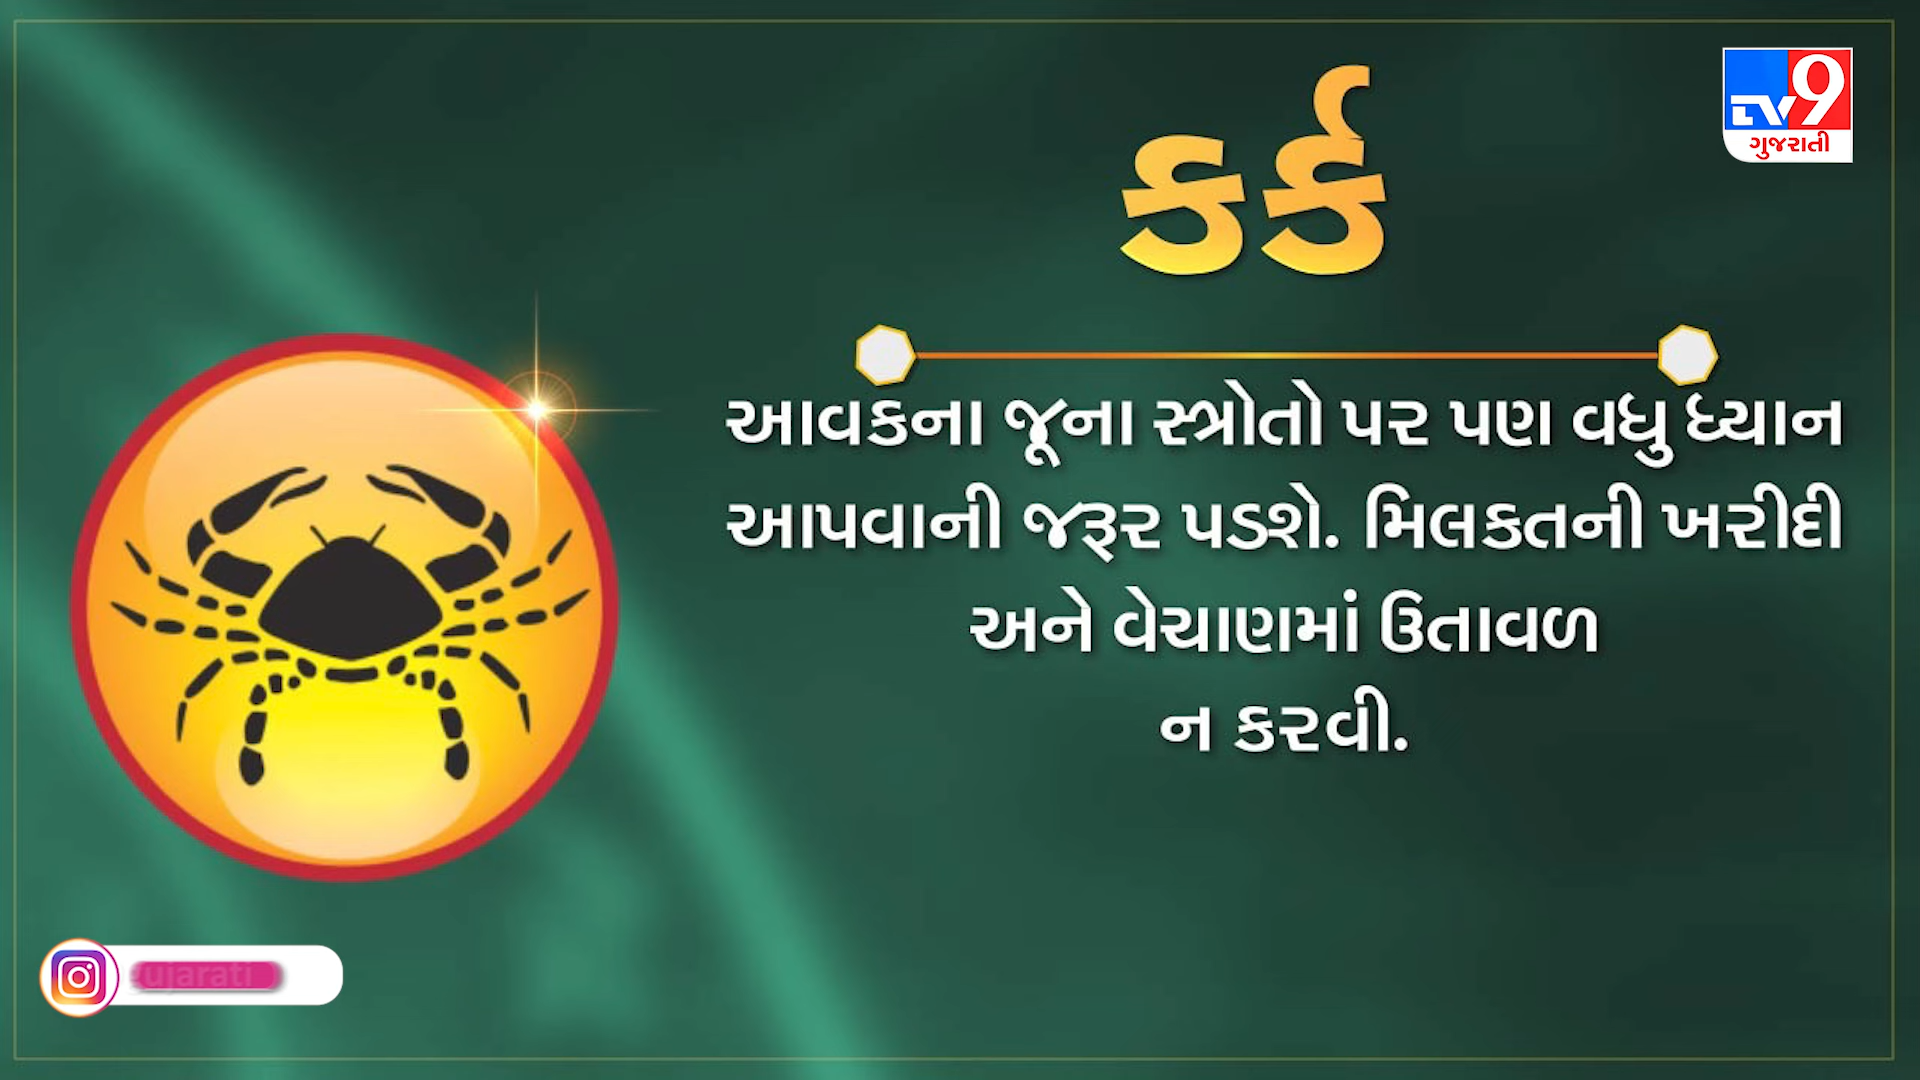 TV9
ગુજરાતી
કર્ક
આવકના જૂના સ્ત્રોતો પર પણ વધુ ધ્યાન
આપવાની જરૂર પડશે. મિલકતની ખરીદી
અને વેચાણમાં ઉતાવળ
ન કરવી.